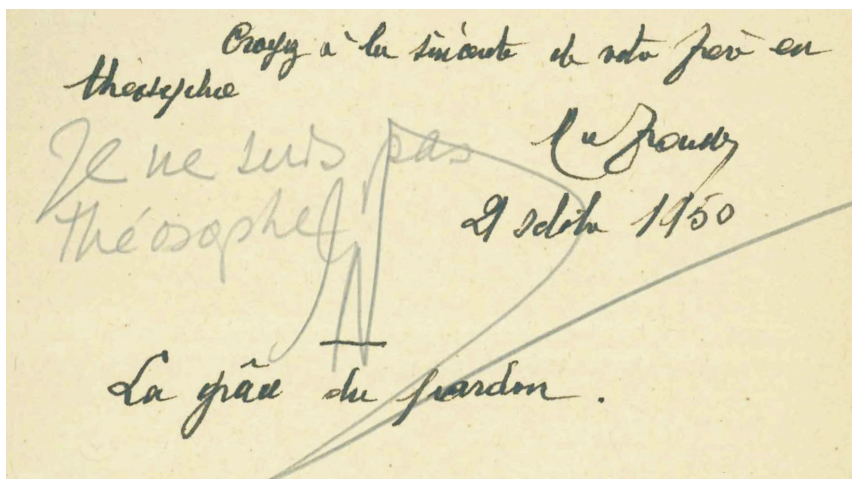 Croyez à la sincérité de votre frère en
théosophie
Je ne suis pas
théosophe
21 1950
La grâce du pardon.